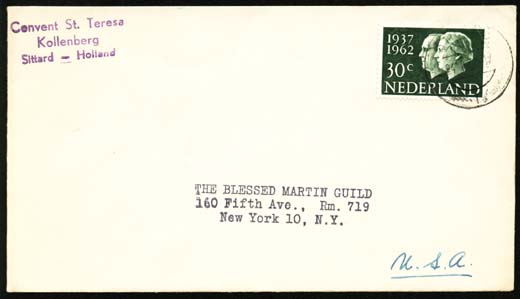 Convent St. Teresa
Kollenberg
Sittard – Holland
1937
1962
30c
NEDERLAND
THE BLESSED MARTIN GUILD
160 Fifth Ave., Rm. 719
New York 10, N.Y.
U.S.A.